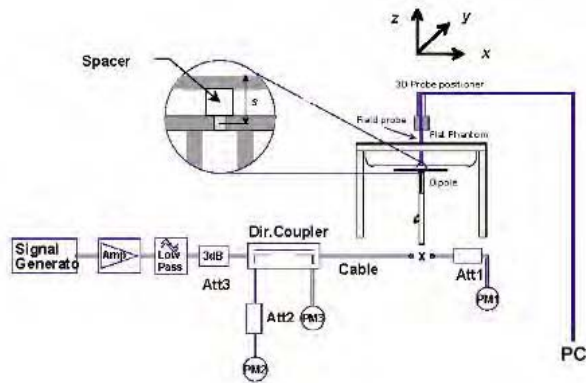 z
y
x
Spacer
s
3D Probe positioner
Field probe
Flat Phantom
Dipole
Dir.Coupler
Signal
Generato
Amp
Low
Pass
3dB
Att3
Cable
x
Att1
PM1
Att2
PM3
PM2
PC